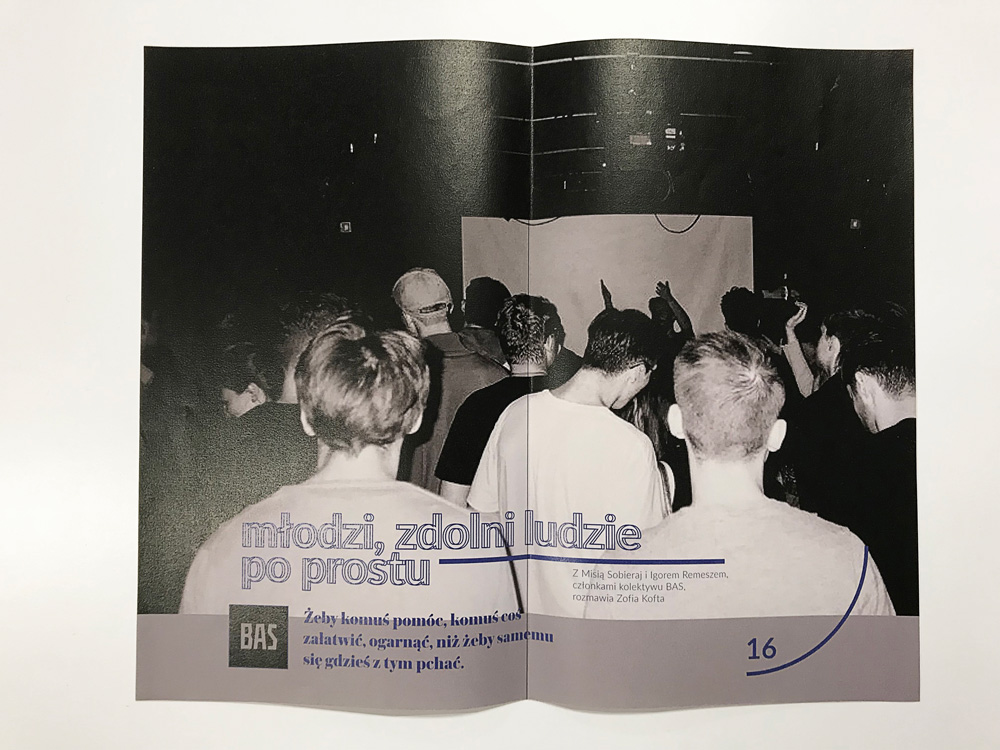 młodzi, zdolni ludzie
po prostu
Z Misią Sobieraj i Igorem Remeszem,
członkami kolektywu BAS,
rozmawia Zofia Kofta
BAS
Żeby komuś pomóc, komuś coś
załatwić, ogarnąć, niż żeby samemu
się gdzieś z tym pchać.
16